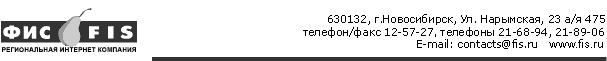 ФИС FIS
РЕГИОНАЛЬНАЯ ИНТЕРНЕТ КОМПАНИЯ
630132, г.Новосибирск, Ул. Нарымская, 23 а/я 475
телефон/факс 12-57-27, телефоны 21-68-94, 21-89-06
E-mail: contacts@fis.ru www.fis.ru